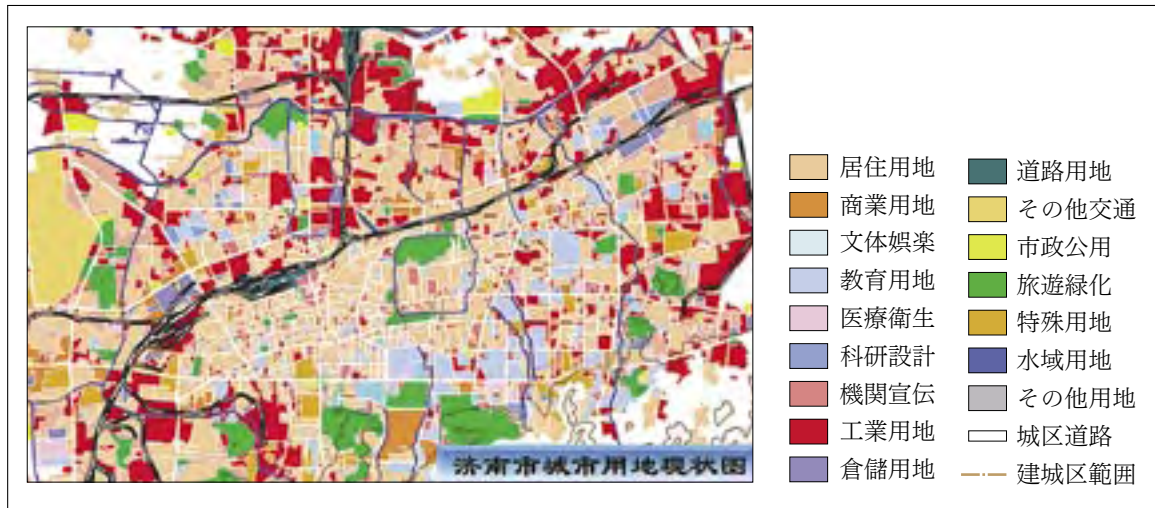 居住用地
商業用地
文体娯楽
教育用地
医療衛生
科研設計
機関宣伝
工業用地
倉儲用地
道路用地
その他交通
市政公用
旅遊緑化
特殊用地
水域用地
その他用地
城区道路
建城区範囲
济南市城市用地现状图